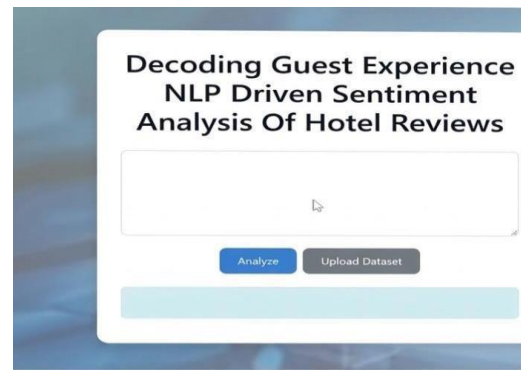 Decoding Guest Experience
NLP Driven Sentiment
Analysis Of Hotel Reviews
Analyze Upload Dataset